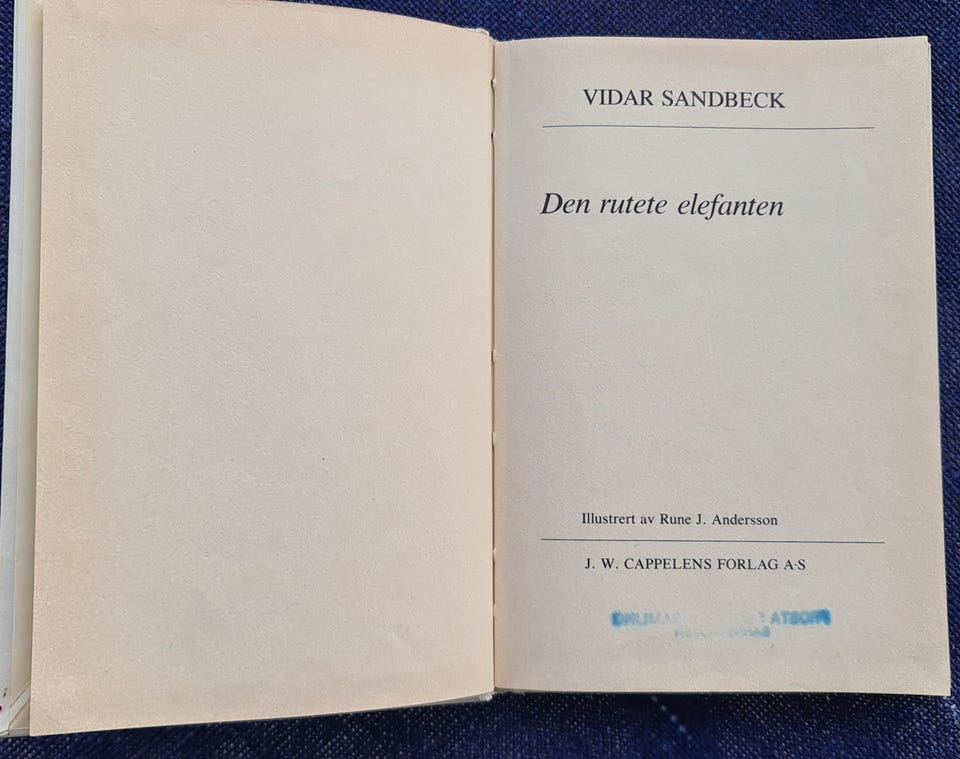 VIDAR SANDBECK
Den rutete elefanten
Illustrert av Rune J. Andersson
J. W. CAPPELENS FORLAG A·S